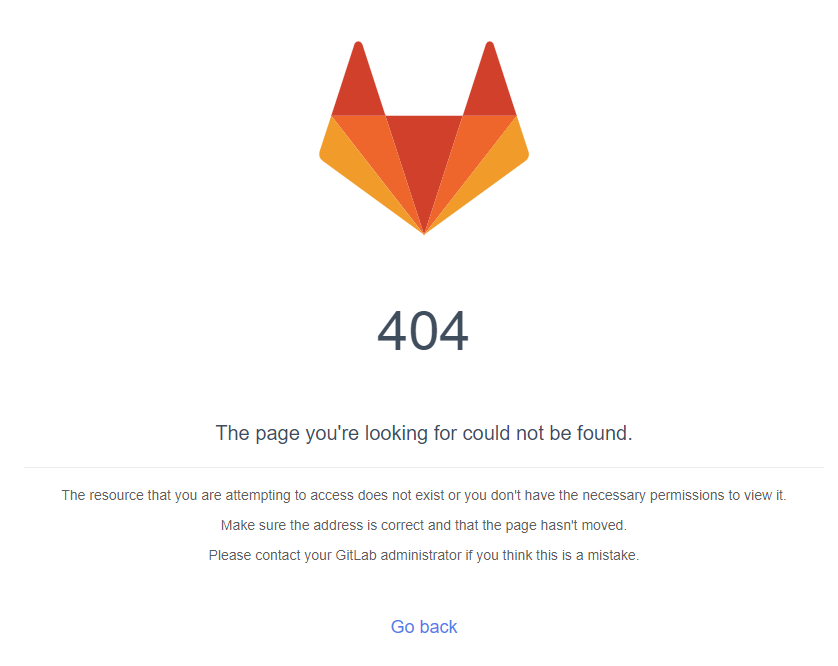 404
The page you're looking for could not be found.
The resource that you are attempting to access does not exist or you don't have the necessary permissions to view it.
Make sure the address is correct and that the page hasn't moved.
Please contact your GitLab administrator if you think this is a mistake.
Go back